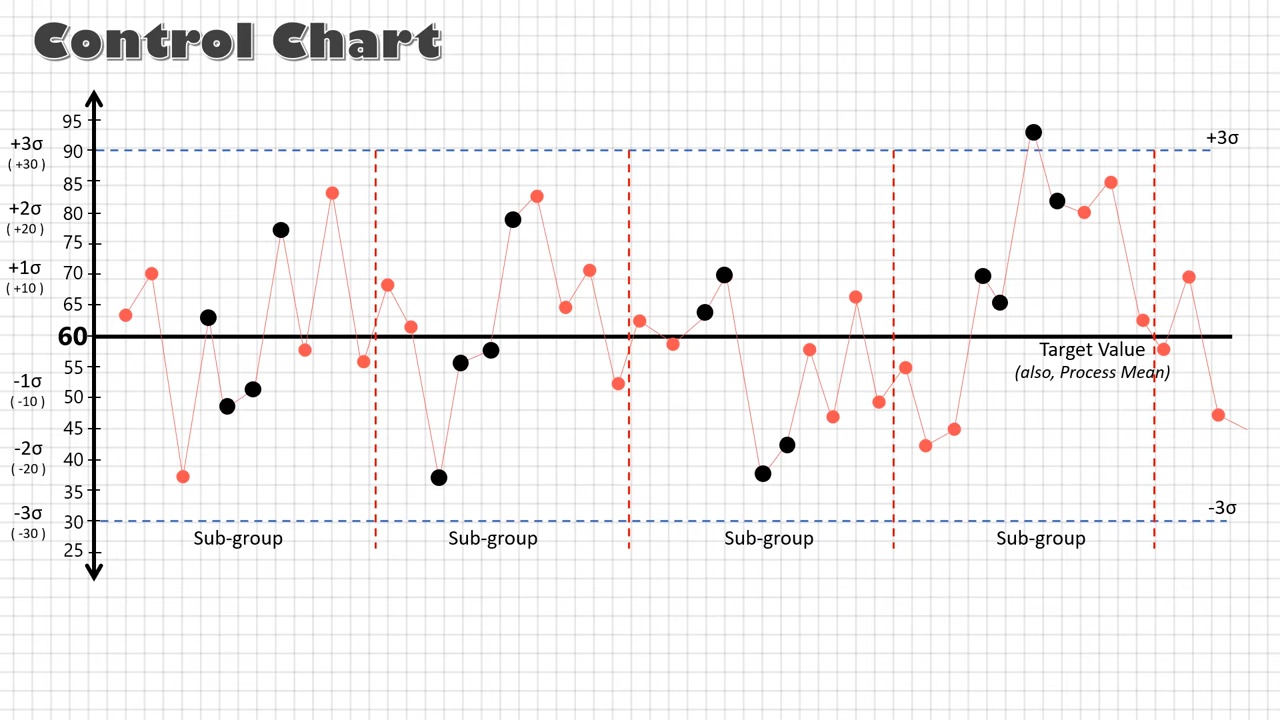 Control Chart
95
+3σ
+3σ
90
( +30 )
85
+2σ
80
( +20 )
75
+1σ
70
( +10 )
65
60
Target Value
55
(also, Process Mean)
-1σ
50
( -10 )
45
-2σ
40
( -20 )
35
-3σ
-3σ
30
( -30 )
Sub-group Sub-group Sub-group Sub-group
25